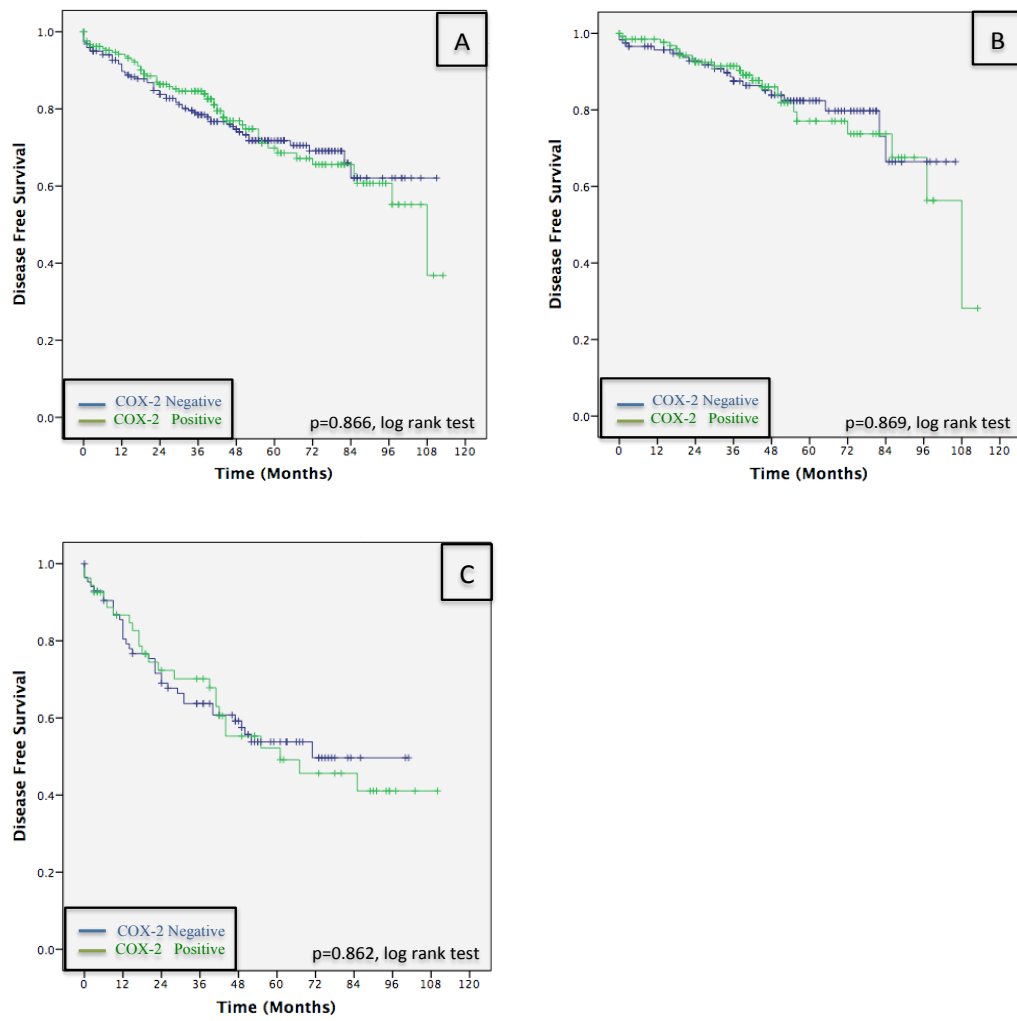 A
Disease Free Survival
1.0
0.8
0.6
0.4
0.2
0.0
COX-2 Negative
COX-2 Positive
p=0.866, log rank test
0 12 24 36 48 60 72 84 96 108 120
Time (Months)
B
Disease Free Survival
1.0
0.8
0.6
0.4
0.2
0.0
COX-2 Negative
COX-2 Positive
p=0.869, log rank test
0 12 24 36 48 60 72 84 96 108 120
Time (Months)
C
Disease Free Survival
1.0
0.8
0.6
0.4
0.2
0.0
COX-2 Negative
COX-2 Positive
p=0.862, log rank test
0 12 24 36 48 60 72 84 96 108 120
Time (Months)